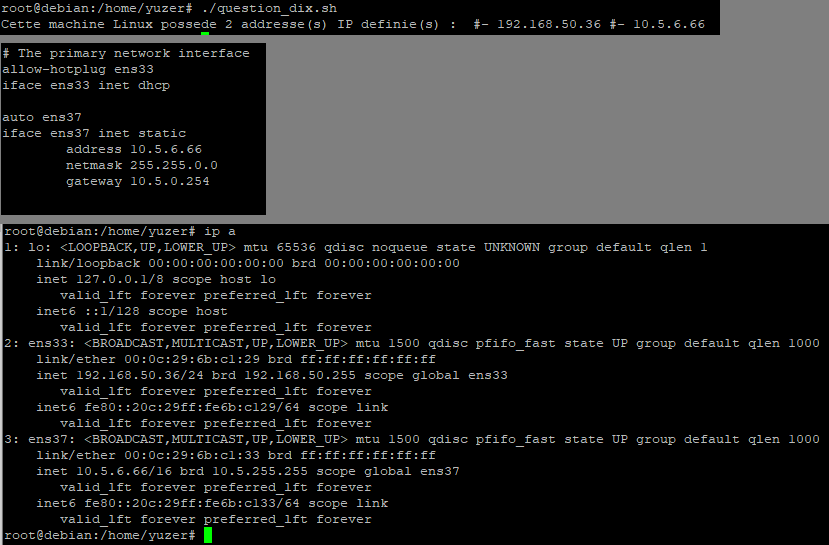 root@debian:/home/yuzer# ./question_dix.sh
Cette machine Linux possede 2 addresse(s) IP definie(s) :  #- 192.168.50.36 #- 10.5.6.66
# The primary network interface
allow-hotplug ens33
iface ens33 inet dhcp
auto ens37
iface ens37 inet static
        address 10.5.6.66
        netmask 255.255.0.0
        gateway 10.5.0.254
root@debian:/home/yuzer# ip a
1: lo: <LOOPBACK,UP,LOWER_UP> mtu 65536 qdisc noqueue state UNKNOWN group default qlen 1
    link/loopback 00:00:00:00:00:00 brd 00:00:00:00:00:00
    inet 127.0.0.1/8 scope host lo
       valid_lft forever preferred_lft forever
    inet6 ::1/128 scope host
       valid_lft forever preferred_lft forever
2: ens33: <BROADCAST,MULTICAST,UP,LOWER_UP> mtu 1500 qdisc pfifo_fast state UP group default qlen 1000
    link/ether 00:0c:29:6b:c1:29 brd ff:ff:ff:ff:ff:ff
    inet 192.168.50.36/24 brd 192.168.50.255 scope global ens33
       valid_lft forever preferred_lft forever
    inet6 fe80::20c:29ff:fe6b:c129/64 scope link
       valid_lft forever preferred_lft forever
3: ens37: <BROADCAST,MULTICAST,UP,LOWER_UP> mtu 1500 qdisc pfifo_fast state UP group default qlen 1000
    link/ether 00:0c:29:6b:c1:33 brd ff:ff:ff:ff:ff:ff
    inet 10.5.6.66/16 brd 10.5.255.255 scope global ens37
       valid_lft forever preferred_lft forever
    inet6 fe80::20c:29ff:fe6b:c133/64 scope link
       valid_lft forever preferred_lft forever
root@debian:/home/yuzer#